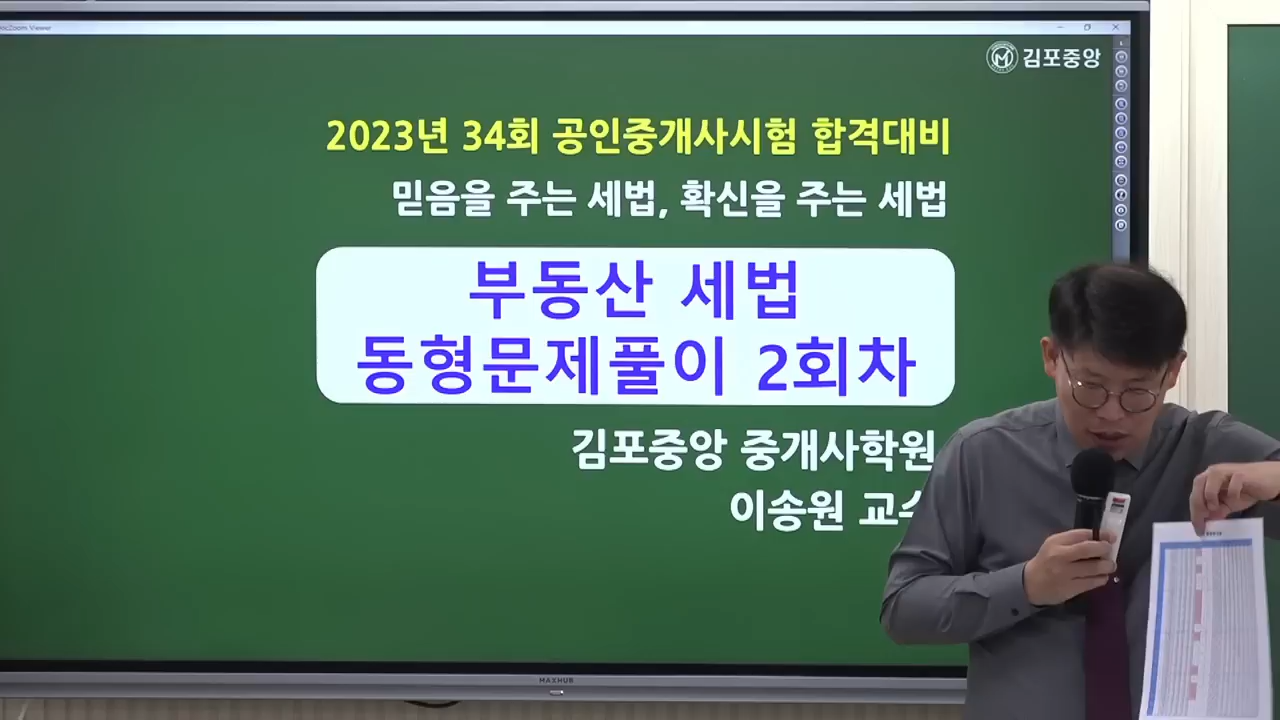 김포중앙
2023년 34회 공인중개사시험 합격대비
믿음을 주는 세법, 확신을 주는 세법
부동산 세법
동형문제풀이 2회차
김포중앙 중개사학원
이송원
MAXHUB